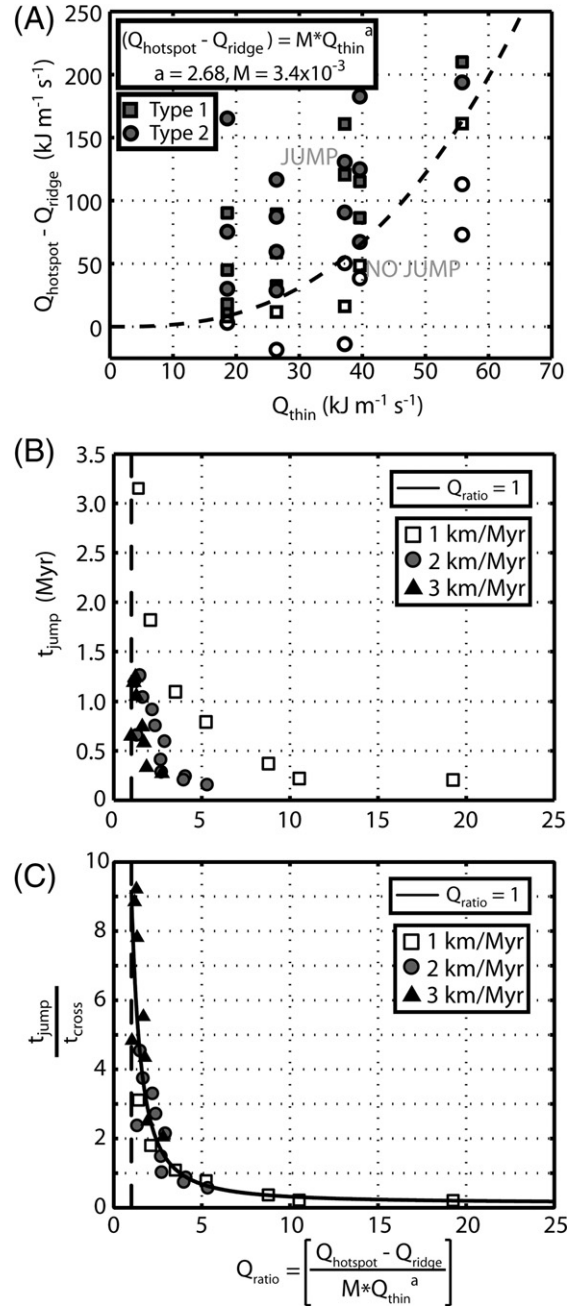 (A)
(Q_hotspot - Q_ridge) = M*Q_thin^a
a = 2.68, M = 3.4x10^-3
Type 1
Type 2
JUMP
NO JUMP
250
200
150
100
50
0
Q_hotspot - Q_ridge (kJ m^-1 s^-1)
0 10 20 30 40 50 60 70
Q_thin (kJ m^-1 s^-1)
(B)
3.5
3.0
2.5
2.0
1.5
1.0
0.5
0
t_jump (Myr)
Q_ratio = 1
1 km/Myr
2 km/Myr
3 km/Myr
0 5 10 15 20 25
(C)
10
8
6
4
2
0
t_jump
t_cross
Q_ratio = 1
1 km/Myr
2 km/Myr
3 km/Myr
0 5 10 15 20 25
Q_ratio = [(Q_hotspot - Q_ridge) / (M*Q_thin^a)]